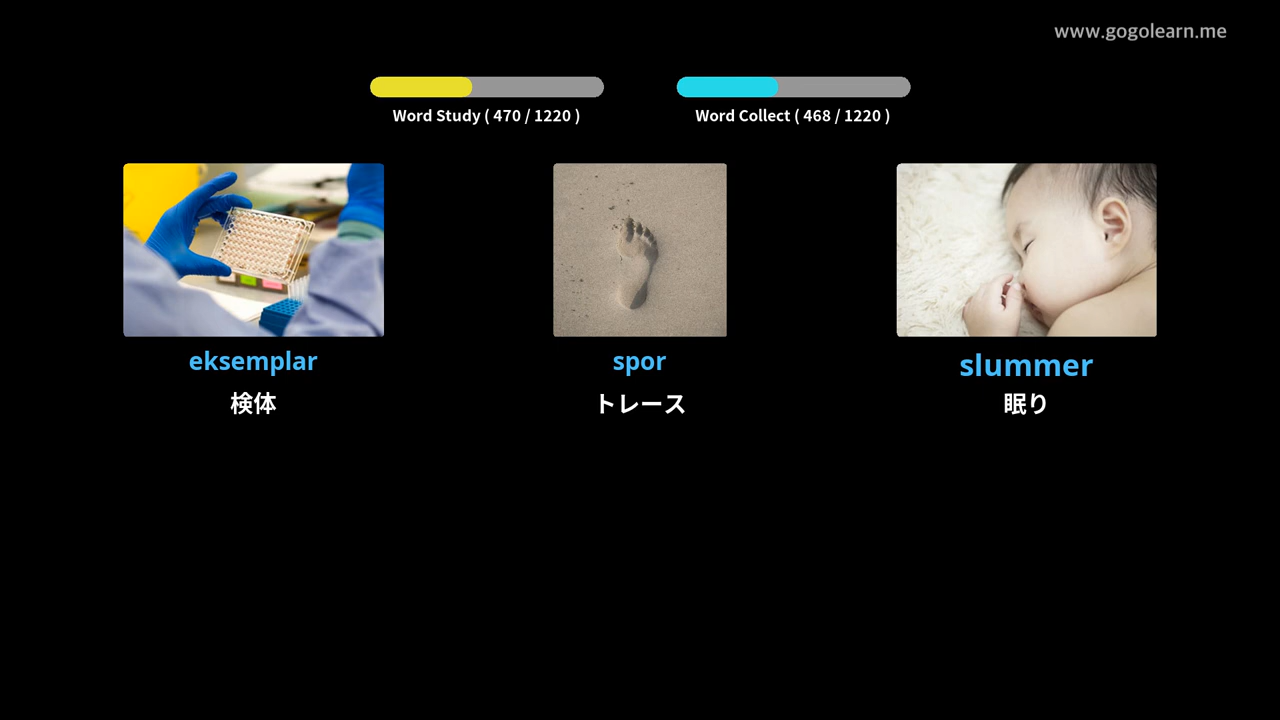 www.gogolearn.me
Word Study ( 470 / 1220 )
Word Collect ( 468 / 1220 )
eksemplar
検体
spor
トレース
slummer
眠り